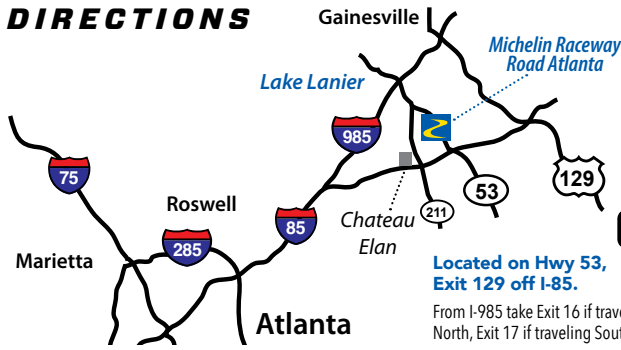 DIRECTIONS
Gainesville
Michelin Raceway
Road Atlanta
Lake Lanier
985
75
129
53
Roswell
211
85
Chateau
Elan
285
Marietta
Located on Hwy 53,
Exit 129 off I-85.
Atlanta
From I-985 take Exit 16 if
North, Exit 17 if traveling